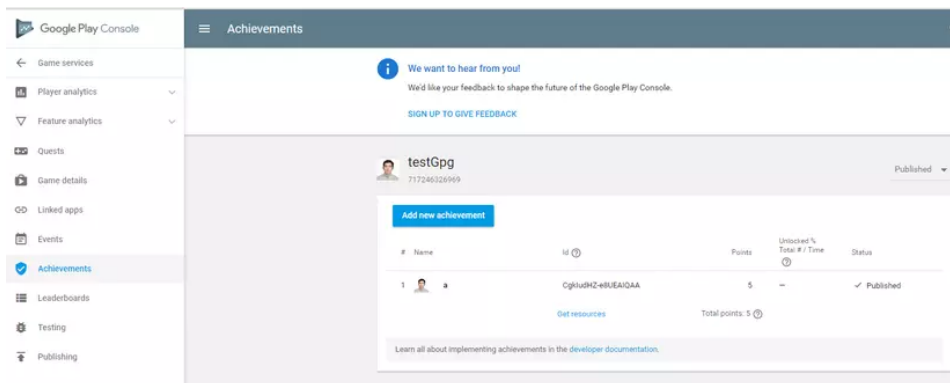 Google Play Console
Achievements
Game services
Player analytics
Feature analytics
Quests
Game details
Linked apps
Events
Achievements
Leaderboards
Testing
Publishing
We want to hear from you!
We'd like your feedback to shape the future of the Google Play Console.
SIGN UP TO GIVE FEEDBACK
testGpg
717246326969
Published
Add new achievement
# Name Id Points Unlocked % Total # / Time Status
1 a CgkIudHZ-e8UEAIQAA 5 – Published
Get resources Total points: 5
Learn all about implementing achievements in the developer documentation.